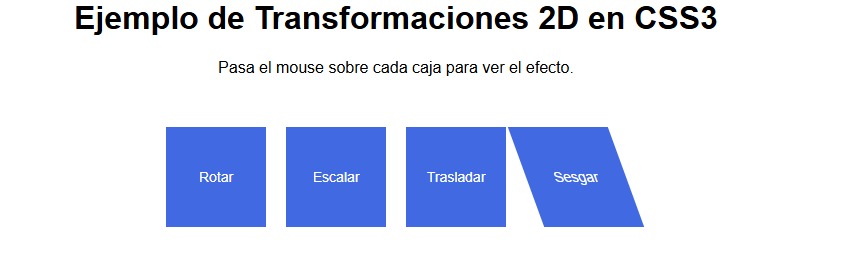 Ejemplo de Transformaciones 2D en CSS3
Pasa el mouse sobre cada caja para ver el efecto.
Rotar Escalar Trasladar Sesgar